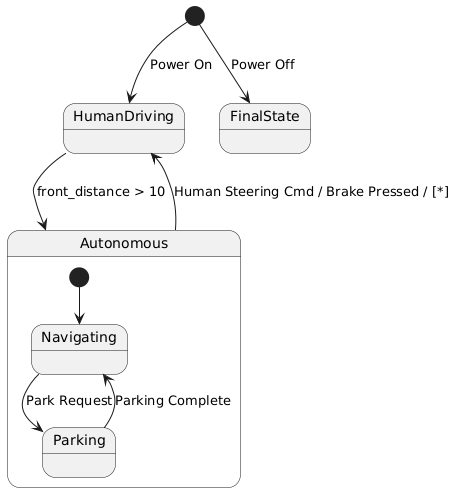 Power On
Power Off
HumanDriving
FinalState
front_distance > 10
Human Steering Cmd / Brake Pressed / [*]
Autonomous
Navigating
Park Request
Parking Complete
Parking